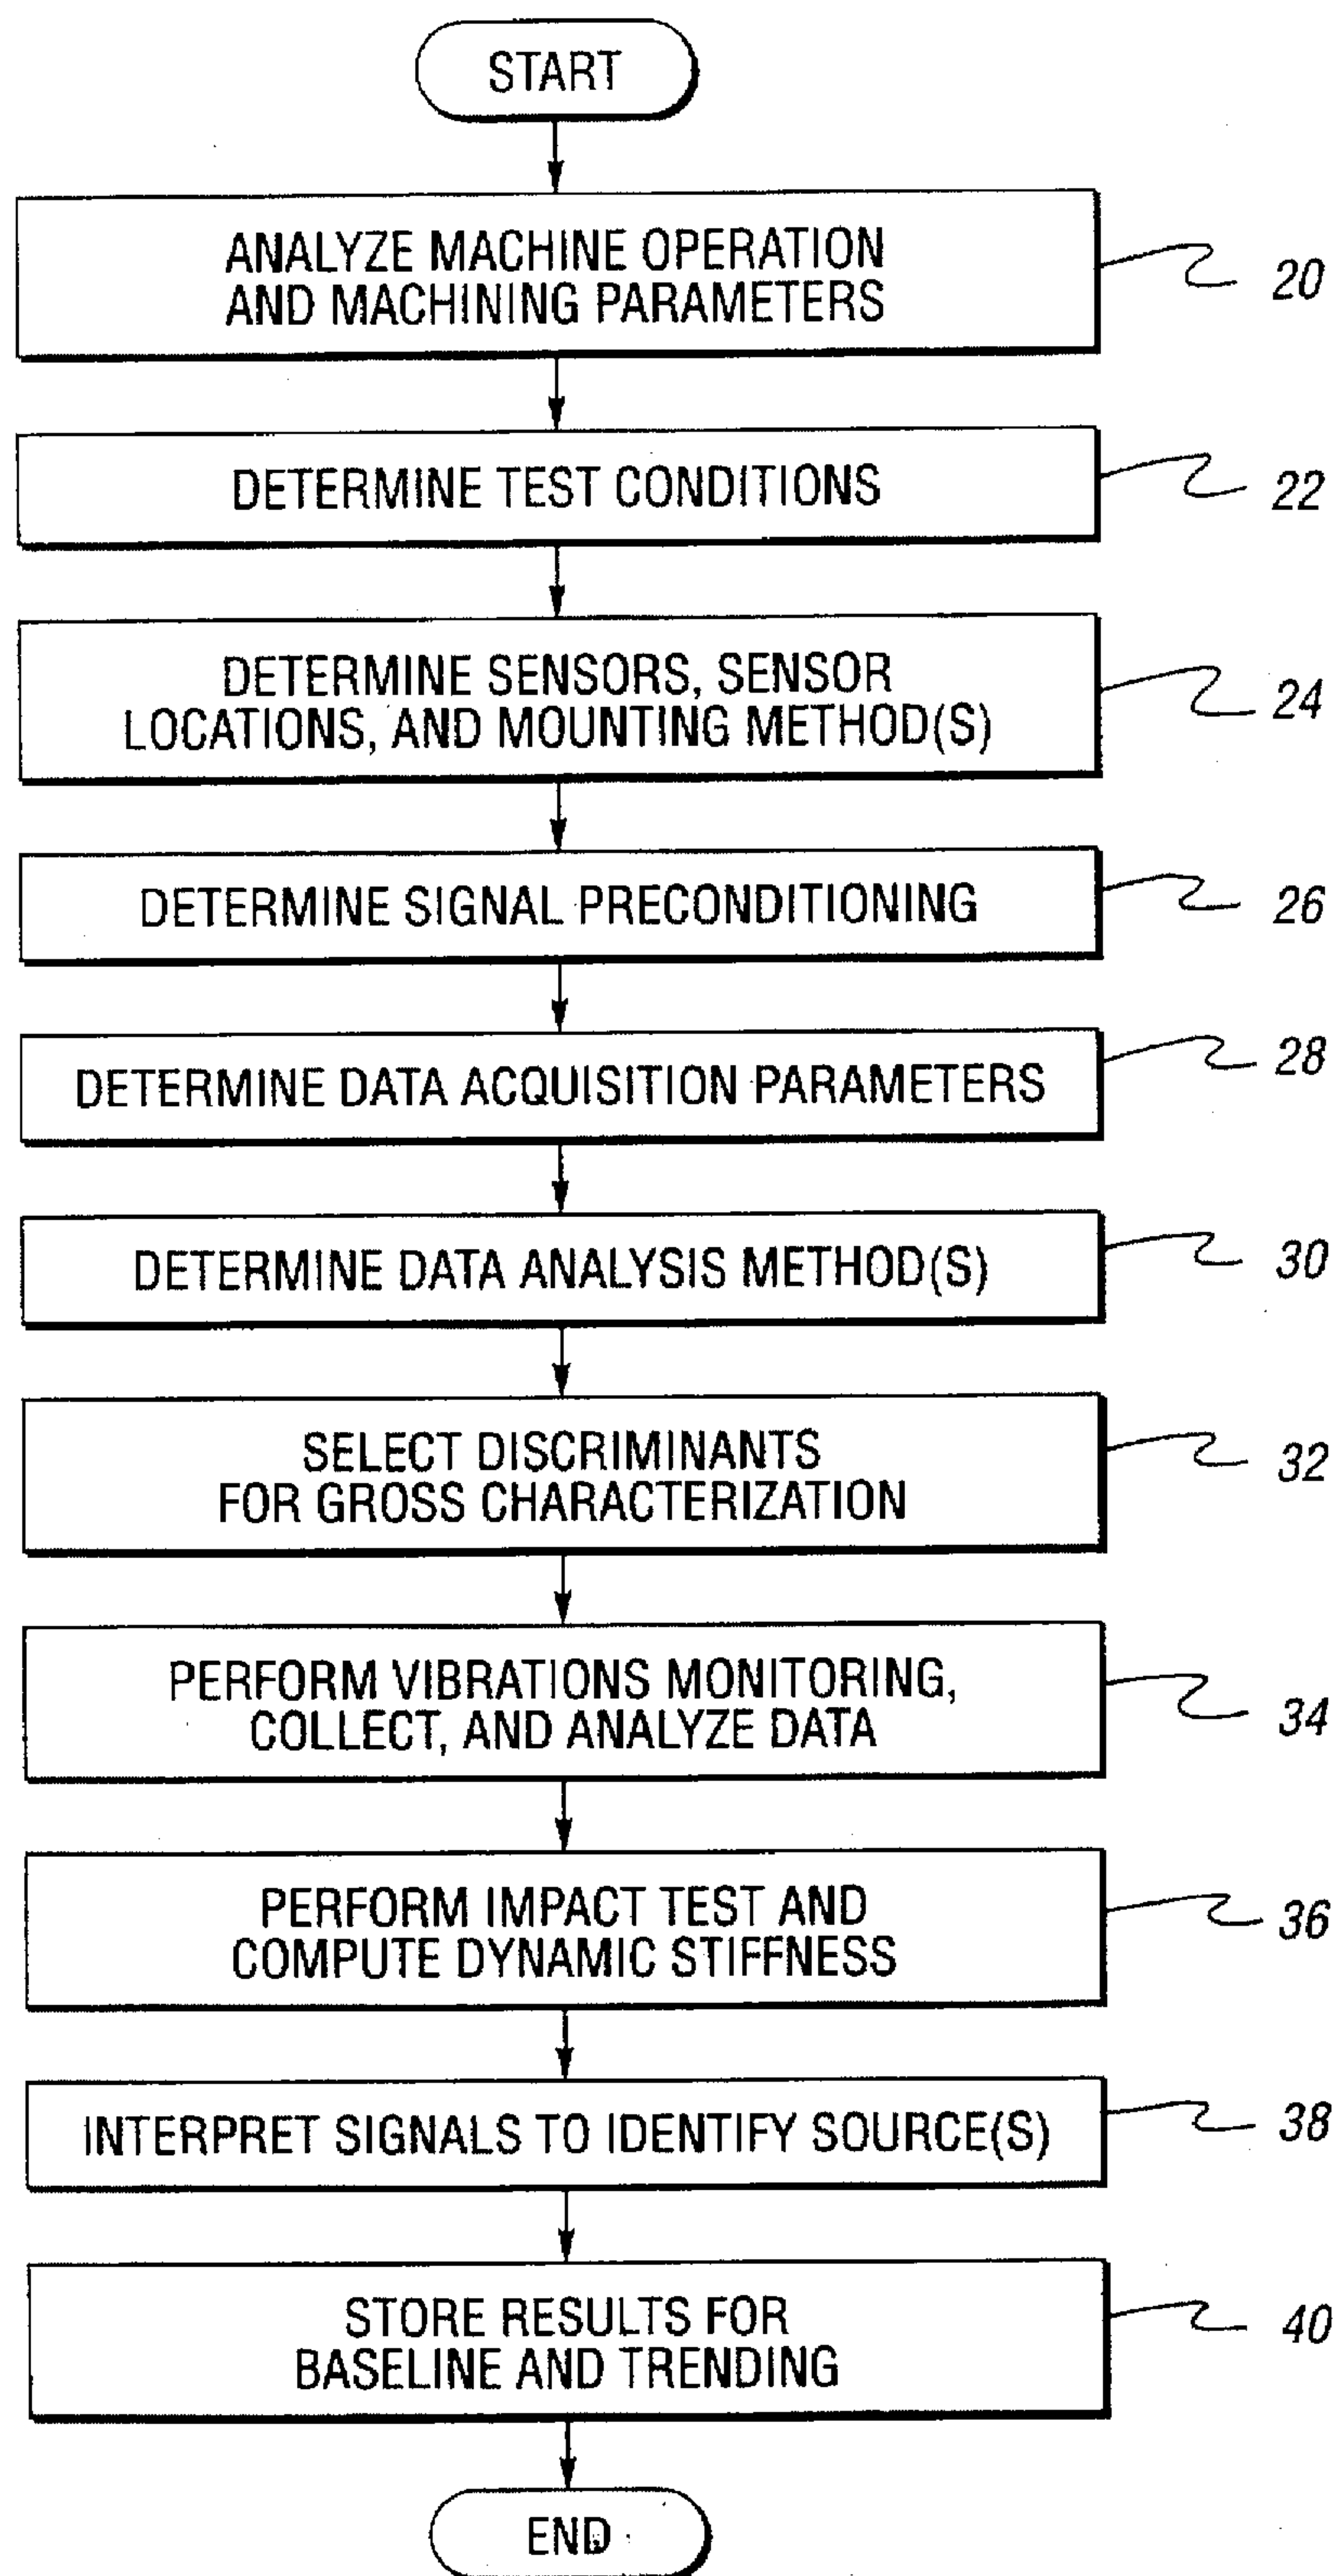 START
ANALYZE MACHINE OPERATION
AND MACHINING PARAMETERS
20
DETERMINE TEST CONDITIONS
22
DETERMINE SENSORS, SENSOR
LOCATIONS, AND MOUNTING METHOD(S)
24
DETERMINE SIGNAL PRECONDITIONING
26
DETERMINE DATA ACQUISITION PARAMETERS
28
DETERMINE DATA ANALYSIS METHOD(S)
30
SELECT DISCRIMINANTS
FOR GROSS CHARACTERIZATION
32
PERFORM VIBRATIONS MONITORING,
COLLECT, AND ANALYZE DATA
34
PERFORM IMPACT TEST AND
COMPUTE DYNAMIC STIFFNESS
36
INTERPRET SIGNALS TO IDENTIFY SOURCE(S)
38
STORE RESULTS FOR
BASELINE AND TRENDING
40
END